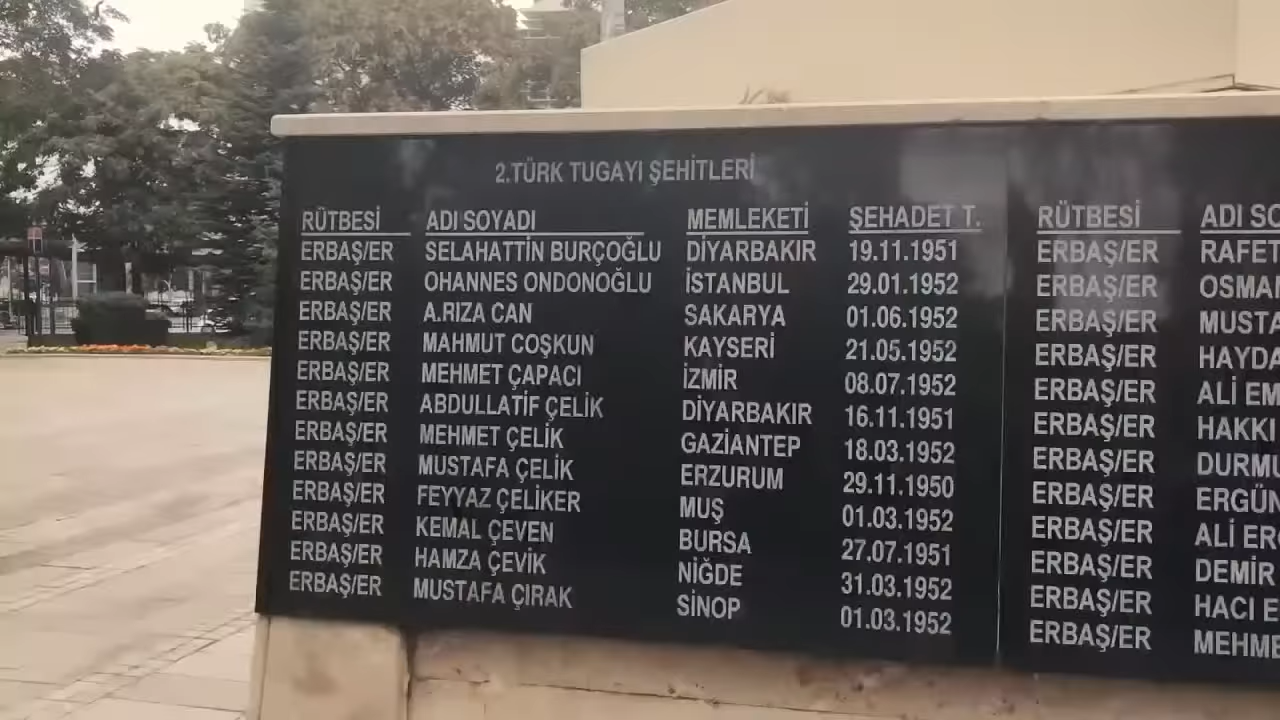 2.TÜRK TUGAYI ŞEHİTLERİ
RÜTBESİ ADI SOYADI MEMLEKETİ ŞEHADET T. RÜTBESİ ADI SO
ERBAŞ/ER SELAHATTİN BURÇOĞLU DİYARBAKIR 19.11.1951 ERBAŞ/ER RAFET
ERBAŞ/ER OHANNES ONDONOĞLU İSTANBUL 29.01.1952 ERBAŞ/ER OSMAN
ERBAŞ/ER A.RIZA CAN SAKARYA 01.06.1952 ERBAŞ/ER MUSTA
ERBAŞ/ER MAHMUT COŞKUN KAYSERİ 21.05.1952 ERBAŞ/ER HAYDA
ERBAŞ/ER MEHMET ÇAPACI İZMİR 08.07.1952 ERBAŞ/ER ALİ EM
ERBAŞ/ER ABDULLATİF ÇELİK DİYARBAKIR 16.11.1951 ERBAŞ/ER HAKKI
ERBAŞ/ER MEHMET ÇELİK GAZİANTEP 18.03.1952 ERBAŞ/ER DURMU
ERBAŞ/ER MUSTAFA ÇELİK ERZURUM 29.11.1950 ERBAŞ/ER ERGÜN
ERBAŞ/ER FEYYAZ ÇELİKER MUŞ 01.03.1952 ERBAŞ/ER ALİ ERG
ERBAŞ/ER KEMAL ÇEVEN BURSA 27.07.1951 ERBAŞ/ER DEMİR
ERBAŞ/ER HAMZA ÇEVİK NİĞDE 31.03.1952 ERBAŞ/ER HACI E
ERBAŞ/ER MUSTAFA ÇIRAK SİNOP 01.03.1952 ERBAŞ/ER MEHME